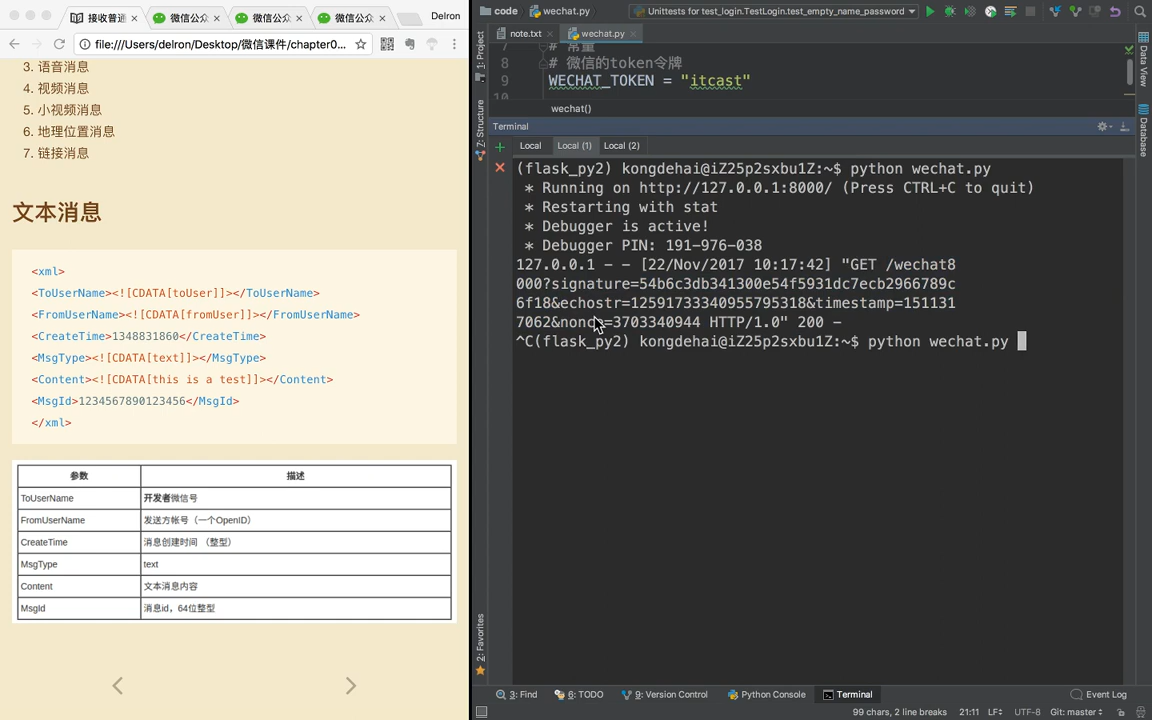 接收普通
微信公众
微信公众
微信公众
Delron
file:///Users/delron/Desktop/微信课件/chapter0...
3. 语音消息
4. 视频消息
5. 小视频消息
6. 地理位置消息
7. 链接消息
文本消息
<xml>
<ToUserName><![CDATA[toUser]]></ToUserName>
<FromUserName><![CDATA[fromUser]]></FromUserName>
<CreateTime>1348831860</CreateTime>
<MsgType><![CDATA[text]]></MsgType>
<Content><![CDATA[this is a test]]></Content>
<MsgId>1234567890123456</MsgId>
</xml>
参数 描述
ToUserName 开发者微信号
FromUserName 发送方帐号（一个OpenID）
CreateTime 消息创建时间 （整型）
MsgType text
Content 文本消息内容
MsgId 消息id，64位整型
code wechat.py
Unittests for test_login.TestLogin.test_empty_name_password
note.txt wechat.py
7 # 常量
8 # 微信的token令牌
9 WECHAT_TOKEN = "itcast"
10
wechat()
Terminal
Local Local (1) Local (2)
(flask_py2) kongdehai@iZ25p2sxbu1Z:~$ python wechat.py
* Running on http://127.0.0.1:8000/ (Press CTRL+C to quit)
* Restarting with stat
* Debugger is active!
* Debugger PIN: 191-976-038
127.0.0.1 - - [22/Nov/2017 10:17:42] "GET /wechat8
000?signature=54b6c3db341300e54f5931dc7ecb2966789c
6f18&echostr=12591733340955795318&timestamp=151131
7062&nonce=3703340944 HTTP/1.0" 200 -
^C(flask_py2) kongdehai@iZ25p2sxbu1Z:~$ python wechat.py
1: Project
7: Structure
2: Favorites
Data View
Database
3: Find 6: TODO 9: Version Control Python Console Terminal Event Log
99 chars, 2 line breaks 21:11 LF UTF-8 Git: master